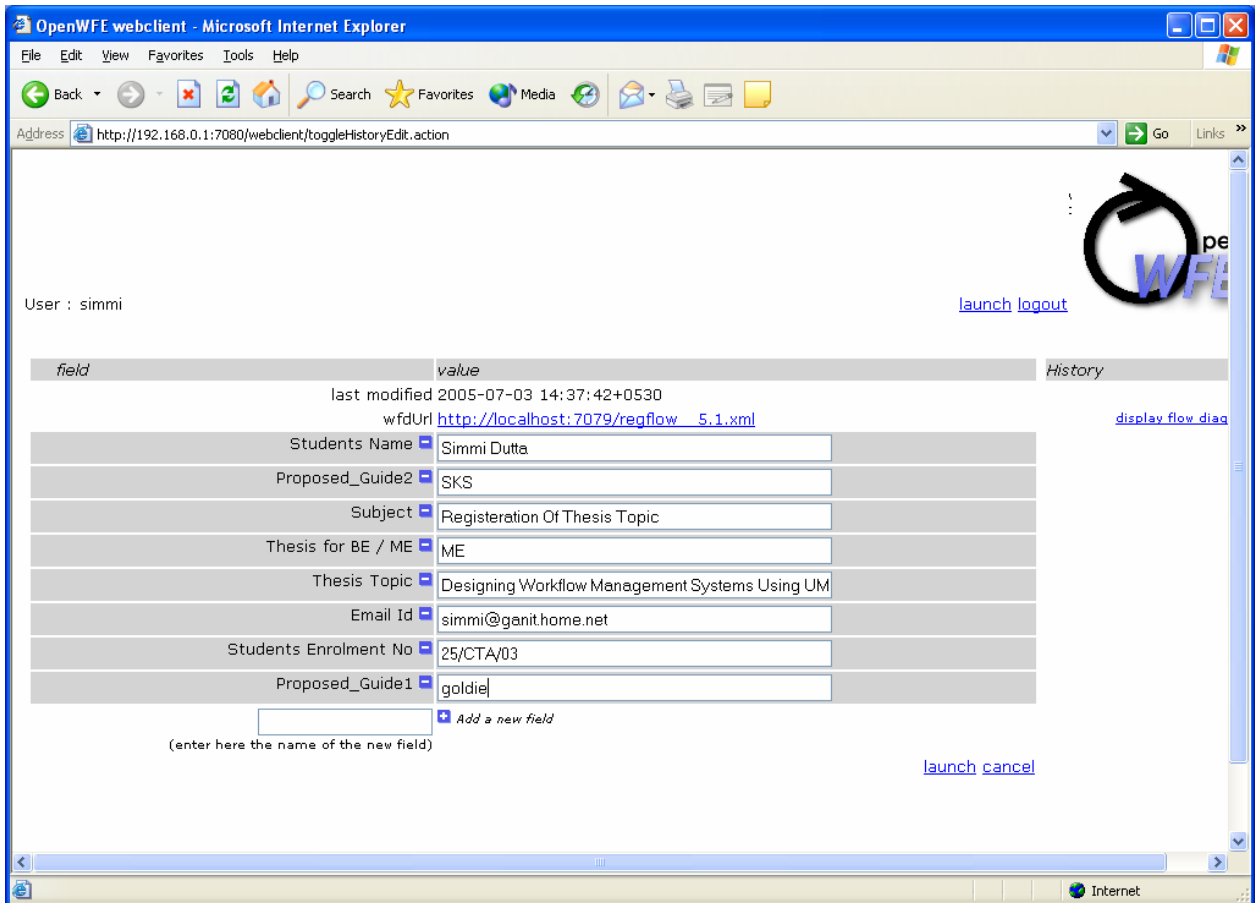 OpenWFE webclient - Microsoft Internet Explorer
File Edit View Favorites Tools Help
Back Search Favorites Media
Address http://192.168.0.1:7080/webclient/toggleHistoryEdit.action Go Links »
pe
WFE
User : simmi launch logout
field value History
last modified 2005-07-03 14:37:42+0530
wfdUrl http://localhost:7079/regflow__5.1.xml display flow diag
Students Name Simmi Dutta
Proposed_Guide2 SKS
Subject Registeration Of Thesis Topic
Thesis for BE / ME ME
Thesis Topic Designing Workflow Management Systems Using UM
Email Id simmi@ganit.home.net
Students Enrolment No 25/CTA/03
Proposed_Guide1 goldie
Add a new field
(enter here the name of the new field)
launch cancel
Internet